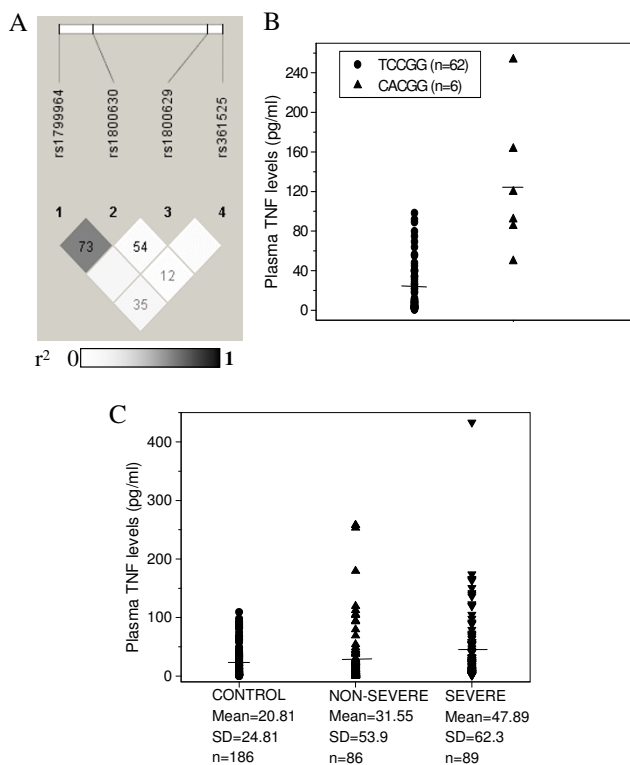 A
rs1799964
rs1800630
rs1800629
rs361525
1 2 3 4
73
54
12
35
r² 0 1
B
Plasma TNF levels (pg/ml)
240
200
160
120
80
40
0
TCCGG (n=62)
CACGG (n=6)
C
Plasma TNF levels (pg/ml)
400
300
200
100
0
CONTROL
Mean=20.81
SD=24.81
n=186
NON-SEVERE
Mean=31.55
SD=53.9
n=86
SEVERE
Mean=47.89
SD=62.3
n=89